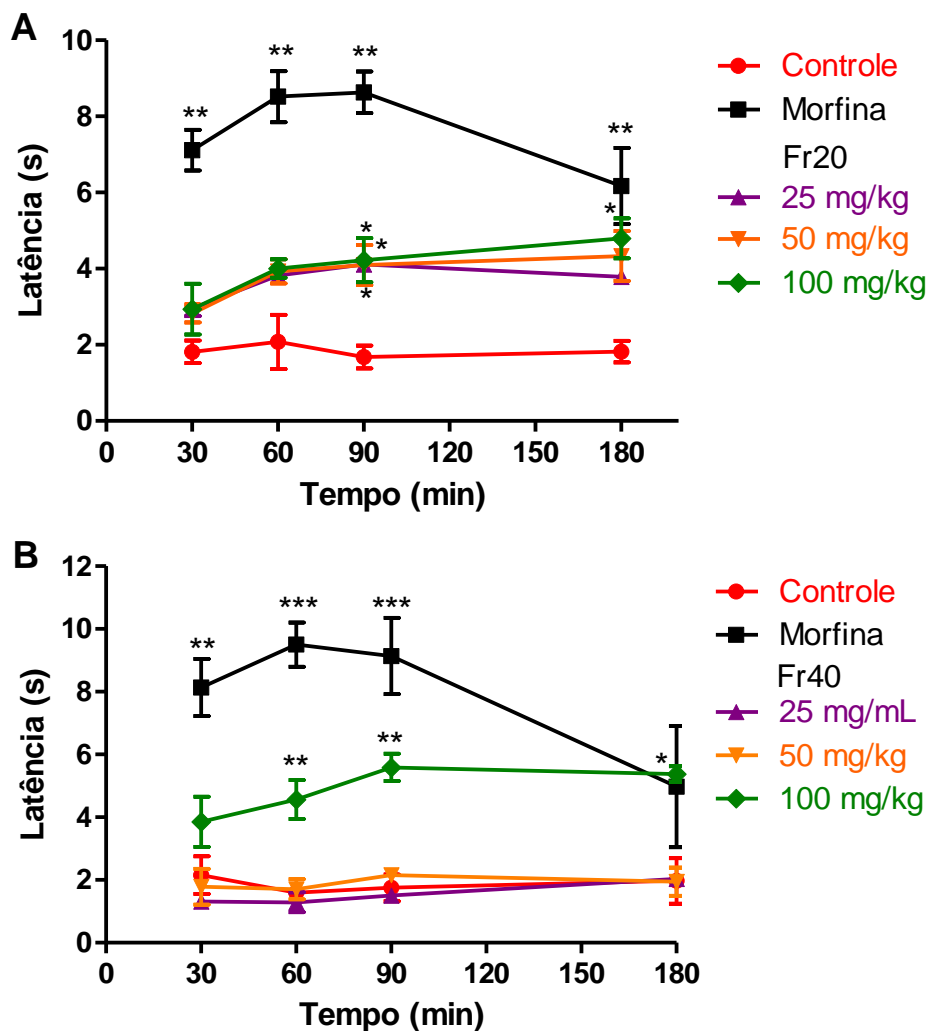 A
10
8
6
4
2
0
Latência (s)
** ** ** **
* * * *
0 30 60 90 120 150 180
Tempo (min)
Controle
Morfina
Fr20
25 mg/kg
50 mg/kg
100 mg/kg
B
12
10
8
6
4
2
0
Latência (s)
** *** ***
** ** *
0 30 60 90 120 150 180
Tempo (min)
Controle
Morfina
Fr40
25 mg/mL
50 mg/kg
100 mg/kg